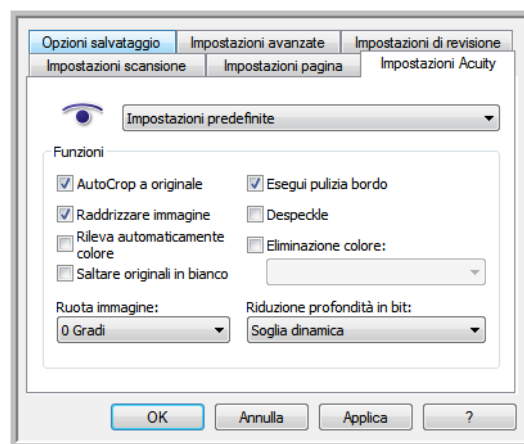 Opzioni salvataggio
Impostazioni avanzate
Impostazioni di revisione
Impostazioni scansione
Impostazioni pagina
Impostazioni Acuity
Impostazioni predefinite
Funzioni
AutoCrop a originale
Esegui pulizia bordo
Raddrizzare immagine
Despeckle
Rileva automaticamente
colore
Eliminazione colore:
Saltare originali in bianco
Ruota immagine:
Riduzione profondità in bit:
0 Gradi
Soglia dinamica
OK
Annulla
Applica
?